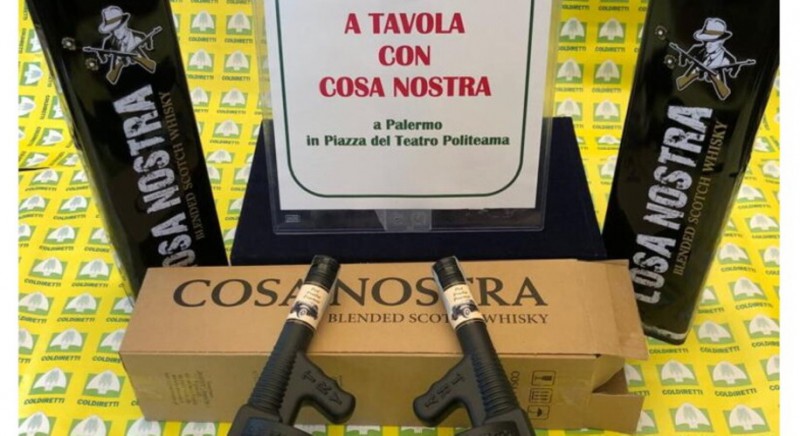 A TAVOLA
CON
COSA NOSTRA
a Palermo
in Piazza del Teatro Politeama
COSA NOSTRA
BLENDED SCOTCH WHISKY
COSA NOSTRA
BLENDED SCOTCH WHISKY
COSA NOSTRA
BLENDED SCOTCH WHISKY
COLDIRETTI